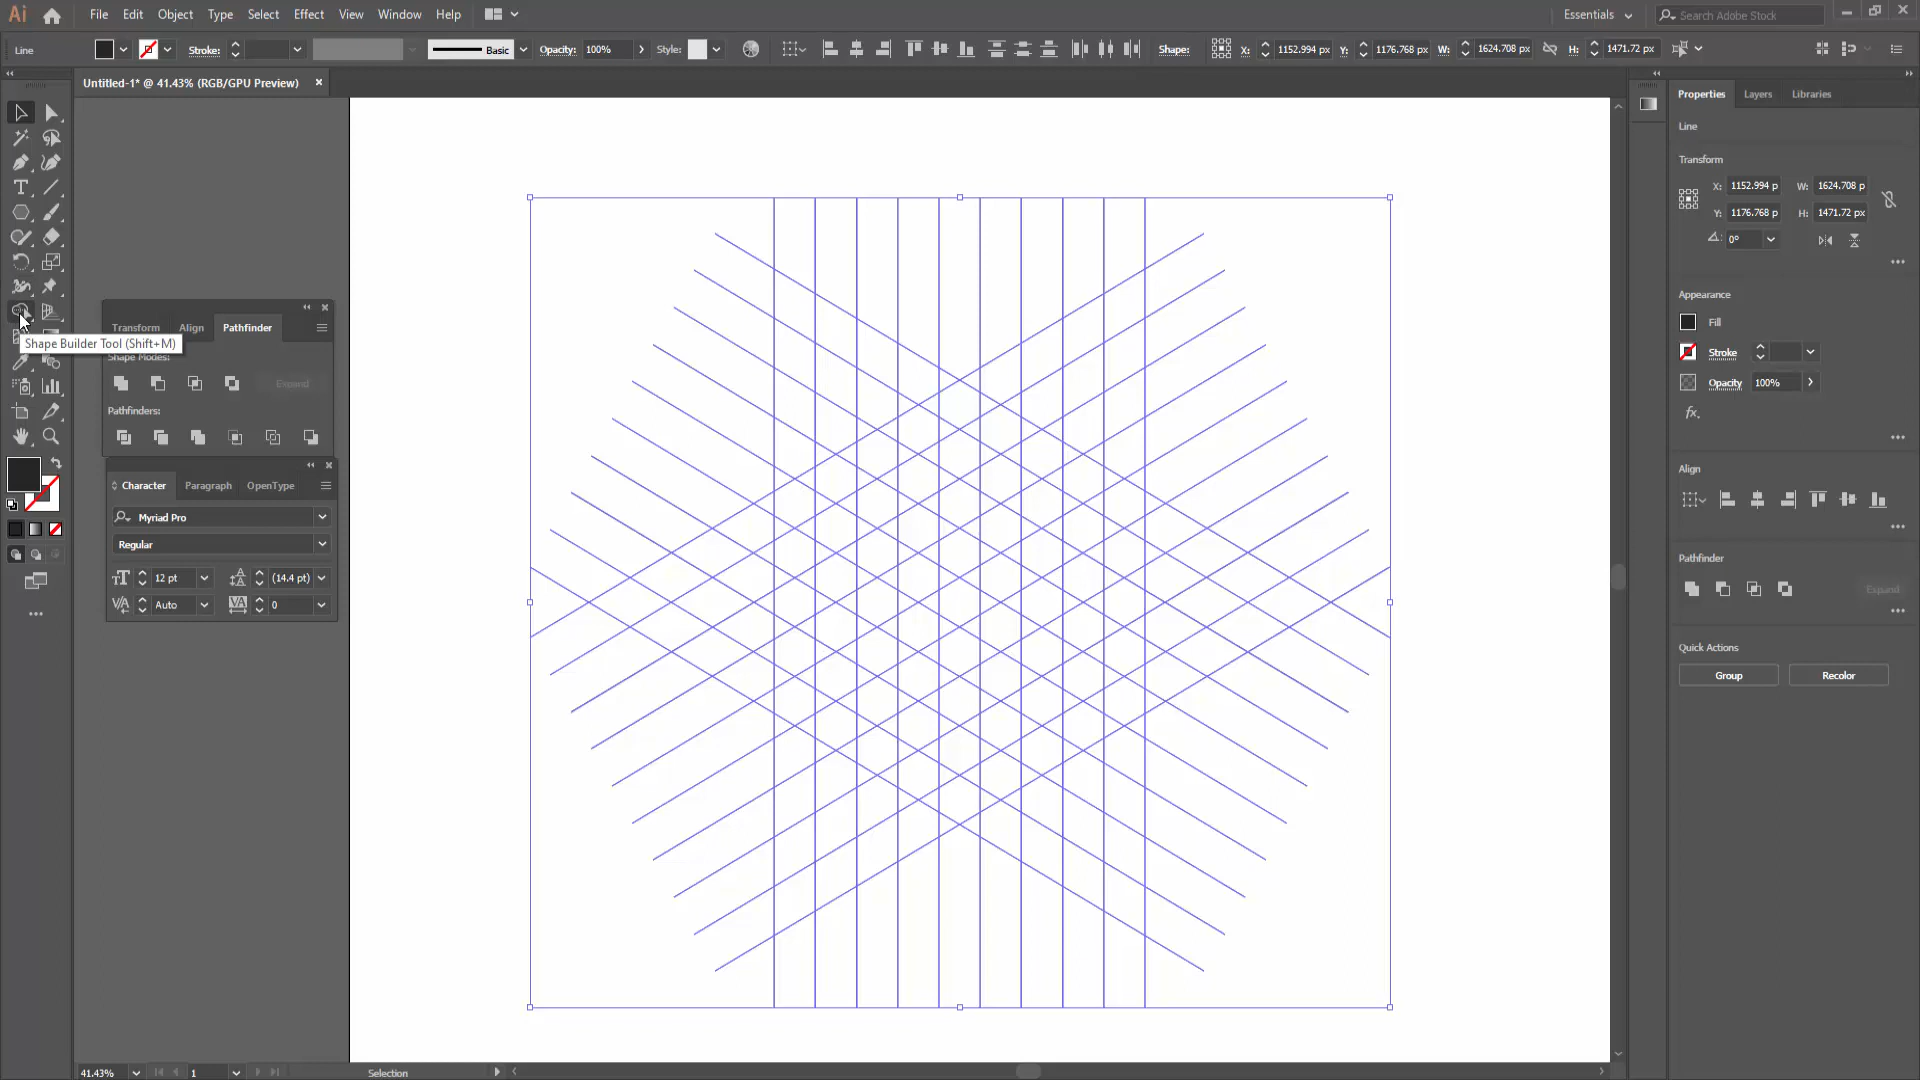 Ai File Edit Object Type Select Effect View Window Help Essentials Search Adobe Stock
Line Stroke: Basic Opacity: 100% Style: Shape: X: 1152.994 px Y: 1176.768 px W: 1624.708 px H: 1471.72 px
Untitled-1* @ 41.43% (RGB/GPU Preview)
Shape Builder Tool (Shift+M)
Transform Align Pathfinder
Shape Modes:
Expand
Pathfinders:
Character Paragraph OpenType
Myriad Pro
Regular
12 pt (14.4 pt)
Auto 0
Properties Layers Libraries
Line
Transform
X: 1152.994 p W: 1624.708 p
Y: 1176.768 p H: 1471.72 px
0°
Appearance
Fill
Stroke
Opacity 100%
fx.
Align
Pathfinder
Expand
Quick Actions
Group Recolor
41.43% 1 Selection